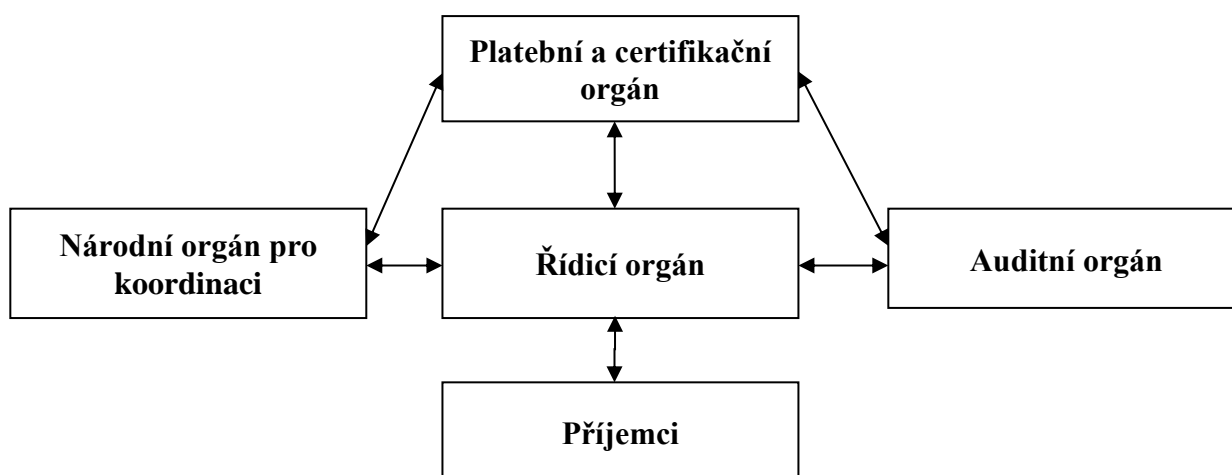 Platební a certifikační
orgán
Národní orgán pro
koordinaci
Řídicí orgán
Auditní orgán
Příjemci